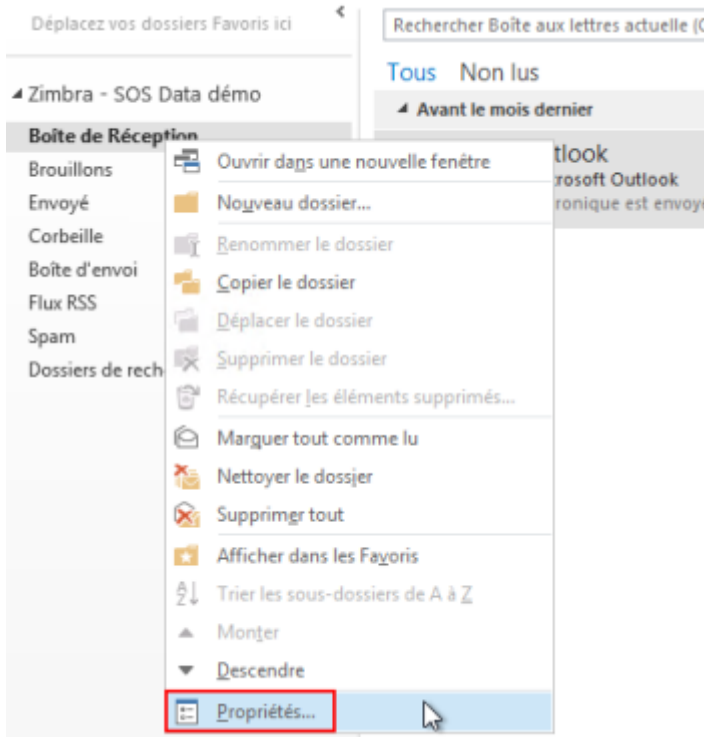 Déplacez vos dossiers Favoris ici
Rechercher Boîte aux lettres actuelle (
Tous Non lus
Zimbra - SOS Data démo
Avant le mois dernier
Boîte de Réception
Brouillons
Envoyé
Corbeille
Boîte d'envoi
Flux RSS
Spam
Dossiers de rech
tlook
rosoft Outlook
ronique est envoy
Ouvrir dans une nouvelle fenêtre
Nouveau dossier...
Renommer le dossier
Copier le dossier
Déplacer le dossier
Supprimer le dossier
Récupérer les éléments supprimés...
Marquer tout comme lu
Nettoyer le dossier
Supprimer tout
Afficher dans les Favoris
Trier les sous-dossiers de A à Z
Monter
Descendre
Propriétés...